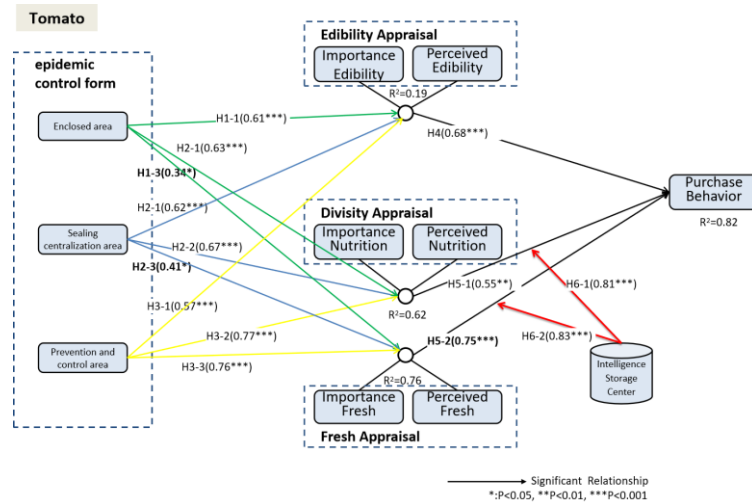 Tomato
epidemic
control form
Enclosed area
Sealing
centralization area
Prevention and
control area
Edibility Appraisal
Importance
Edibility
Perceived
Edibility
R²=0.19
H1-1(0.61***)
H2-1(0.63***)
H1-3(0.34*)
H2-1(0.62***)
H2-2(0.67***)
H2-3(0.41*)
H3-1(0.57***)
H3-2(0.77***)
H3-3(0.76***)
H4(0.68***)
Divisity Appraisal
Importance
Nutrition
Perceived
Nutrition
R²=0.62
H5-1(0.55**)
H5-2(0.75***)
R²=0.76
Importance
Fresh
Perceived
Fresh
Fresh Appraisal
Purchase
Behavior
R²=0.82
H6-1(0.81***)
H6-2(0.83***)
Intelligence
Storage
Center
Significant Relationship
*:P<0.05, **P<0.01, ***P<0.001